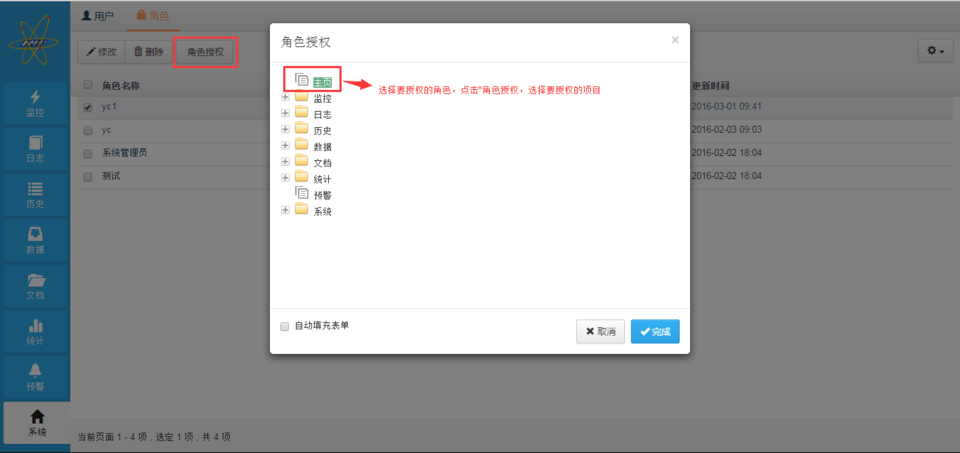 用户
角色
修改
删除
角色授权
角色名称
更新时间
yc1
2016-03-01 09:41
yc
2016-02-03 09:03
系统管理员
2016-02-02 18:04
测试
2016-02-02 18:04
监控
日志
历史
数据
文档
统计
预警
系统
角色授权
×
主页
监控
日志
历史
数据
文档
统计
预警
系统
选择要授权的角色，点击"角色授权，选择要授权的项目
自动填充表单
取消
完成
当前页面 1 - 4 项 , 选定 1 项 , 共 4 项